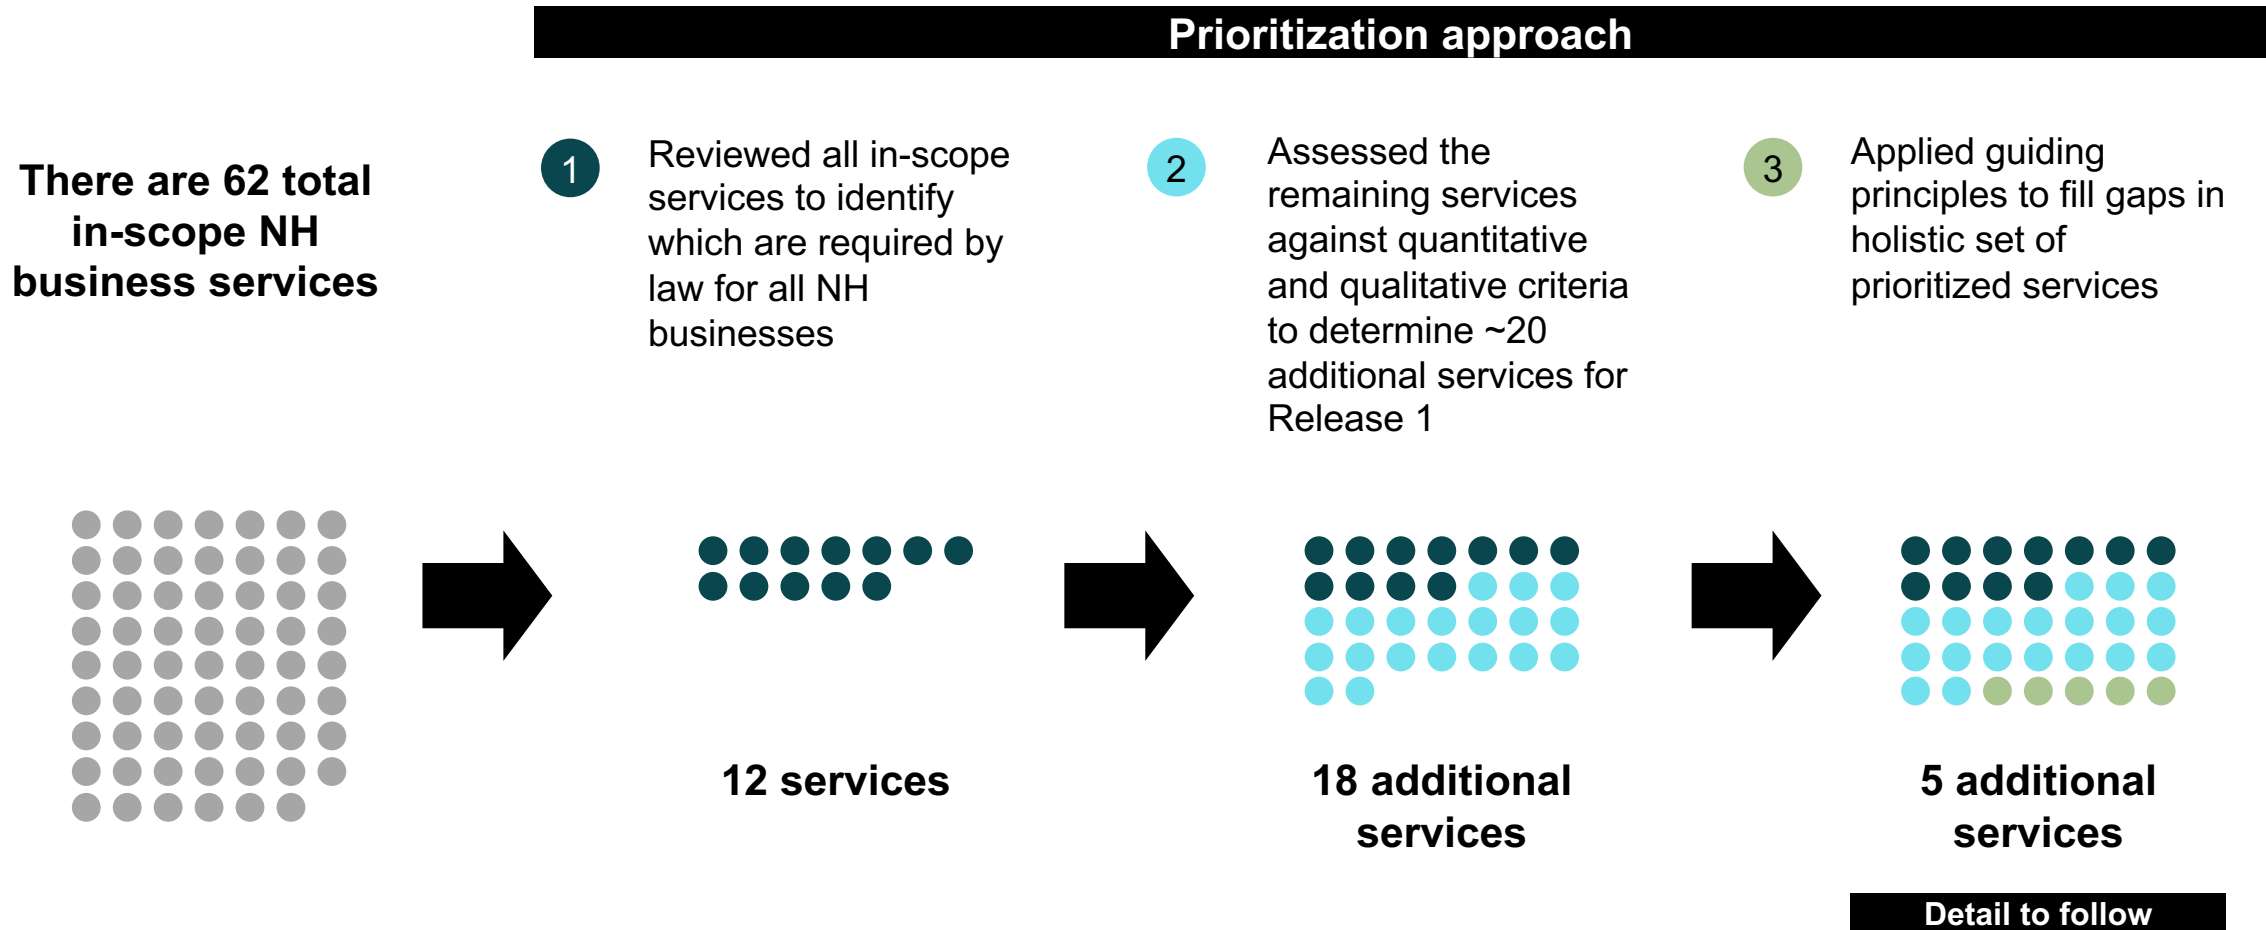 Prioritization approach
There are 62 total
in-scope NH
business services
1
Reviewed all in-scope
services to identify
which are required by
law for all NH
businesses
2
Assessed the
remaining services
against quantitative
and qualitative criteria
to determine ~20
additional services for
Release 1
3
Applied guiding
principles to fill gaps in
holistic set of
prioritized services
12 services
18 additional
services
5 additional
services
Detail to follow